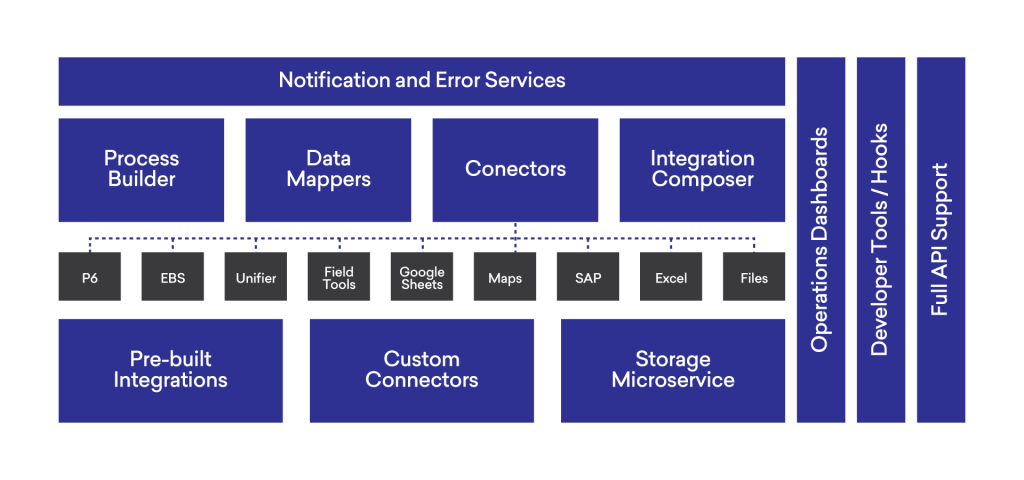 Notification and Error Services
Process
Builder
Data
Mappers
Conectors
Integration
Composer
P6
EBS
Unifier
Field
Tools
Google
Sheets
Maps
SAP
Excel
Files
Pre-built
Integrations
Custom
Connectors
Storage
Microservice
Operations Dashboards
Developer Tools / Hooks
Full API Support